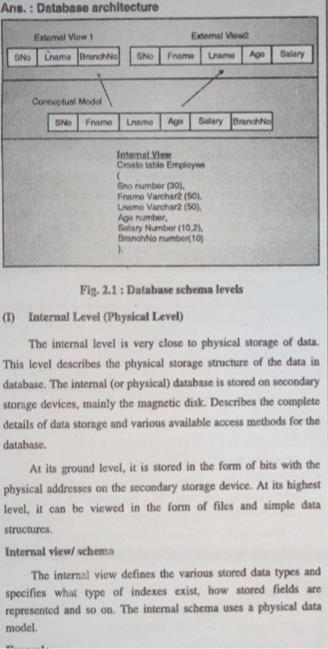 Ans. : Database architecture
External View 1 External View2
SNo Lname BranchNo SNo Fname Lname Age Salary
Conceptual Model
SNo Fname Lname Age Salary BranchNo
Internal View
Create table Employee
(
Sno number (30),
Fname Varchar2 (50),
Lname Varchar2 (50),
Age number,
Salary Number (10,2),
BranchNo number(10)
);
Fig. 2.1 : Database schema levels
(I) Internal Level (Physical Level)
The internal level is very close to physical storage of data.
This level describes the physical storage structure of the data in
database. The internal (or physical) database is stored on secondary
storage devices, mainly the magnetic disk. Describes the complete
details of data storage and various available access methods for the
database.
At its ground level, it is stored in the form of bits with the
physical addresses on the secondary storage device. At its highest
level, it can be viewed in the form of files and simple data
structures.
Internal view/ schema
The internal view defines the various stored data types and
specifies what type of indexes exist, how stored fields are
represented and so on. The internal schema uses a physical data
model.